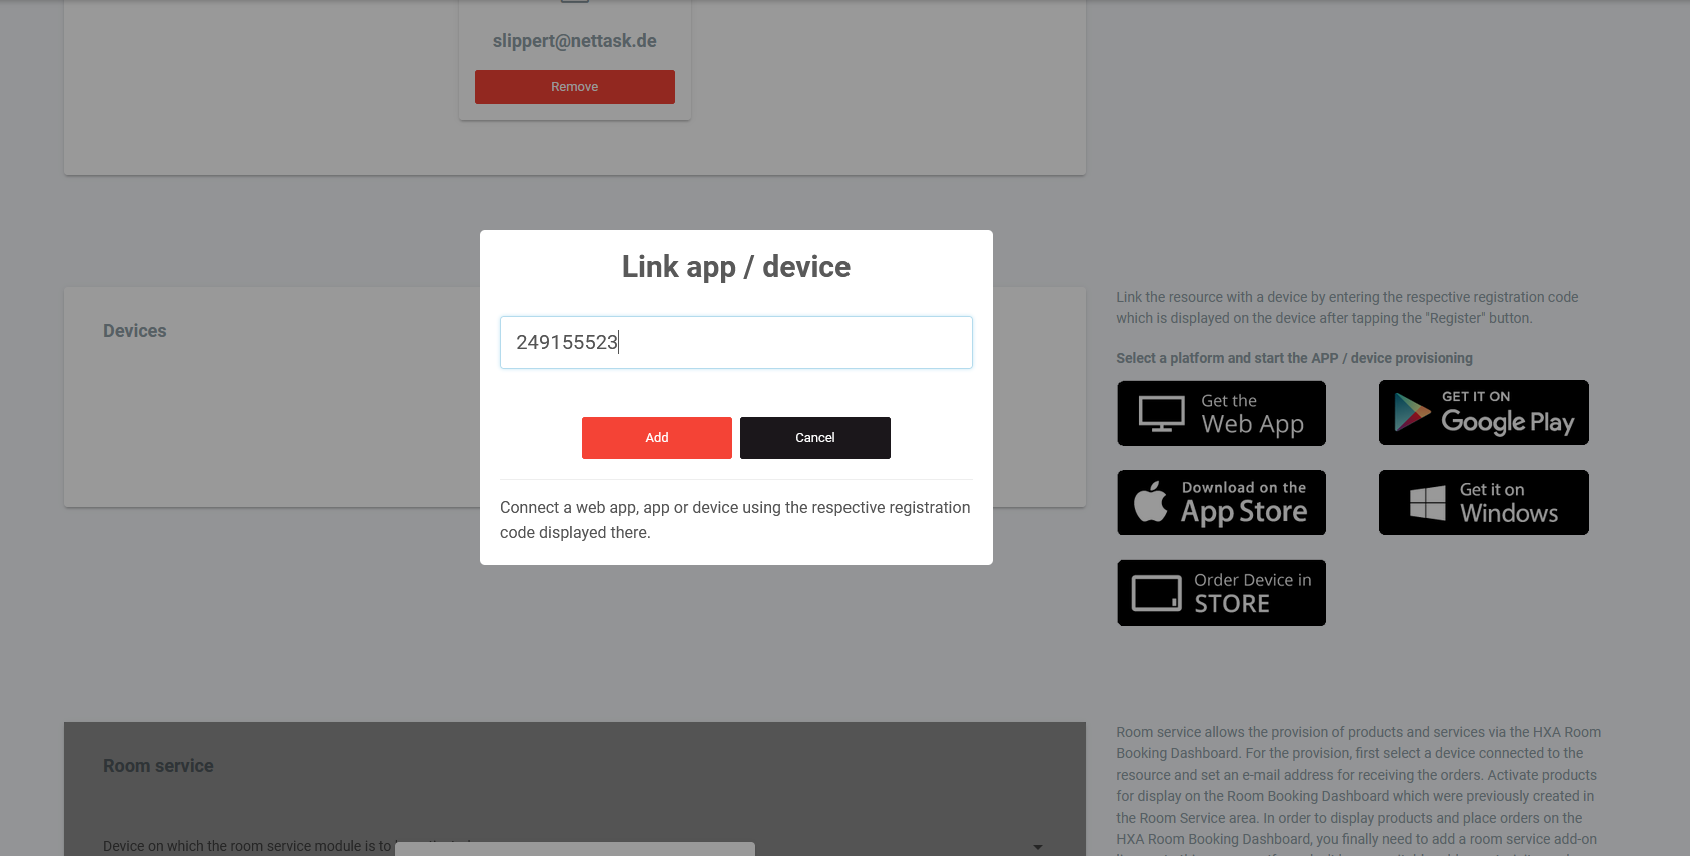 slippert@nettask.de
Remove
Link app / device
249155523
Add
Cancel
Connect a web app, app or device using the respective registration
code displayed there.
Devices
Link the resource with a device by entering the respective registration code
which is displayed on the device after tapping the "Register" button.
Select a platform and start the APP / device provisioning
Get the
Web App
GET IT ON
Google Play
Download on the
App Store
Get it on
Windows
Order Device in
STORE
Room service
Device on which the room service module is to
Room service allows the provision of products and services via the HXA Room
Booking Dashboard. For the provision, first select a device connected to the
resource and set an e-mail address for receiving the orders. Activate products
for display on the Room Booking Dashboard which were previously created in
the Room Service area. In order to display products and place orders on the
HXA Room Booking Dashboard, you finally need to add a room service add-on